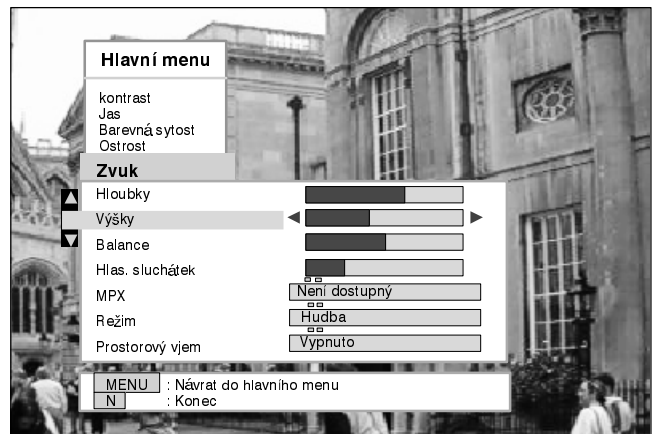 Hlavní menu
kontrast
Jas
Barevná sytost
Ostrost
Zvuk
Hloubky
Výšky
Balance
Hlas. sluchátek
MPX Není dostupný
Režim Hudba
Prostorový vjem Vypnuto
MENU : Návrat do hlavního menu
N : Konec